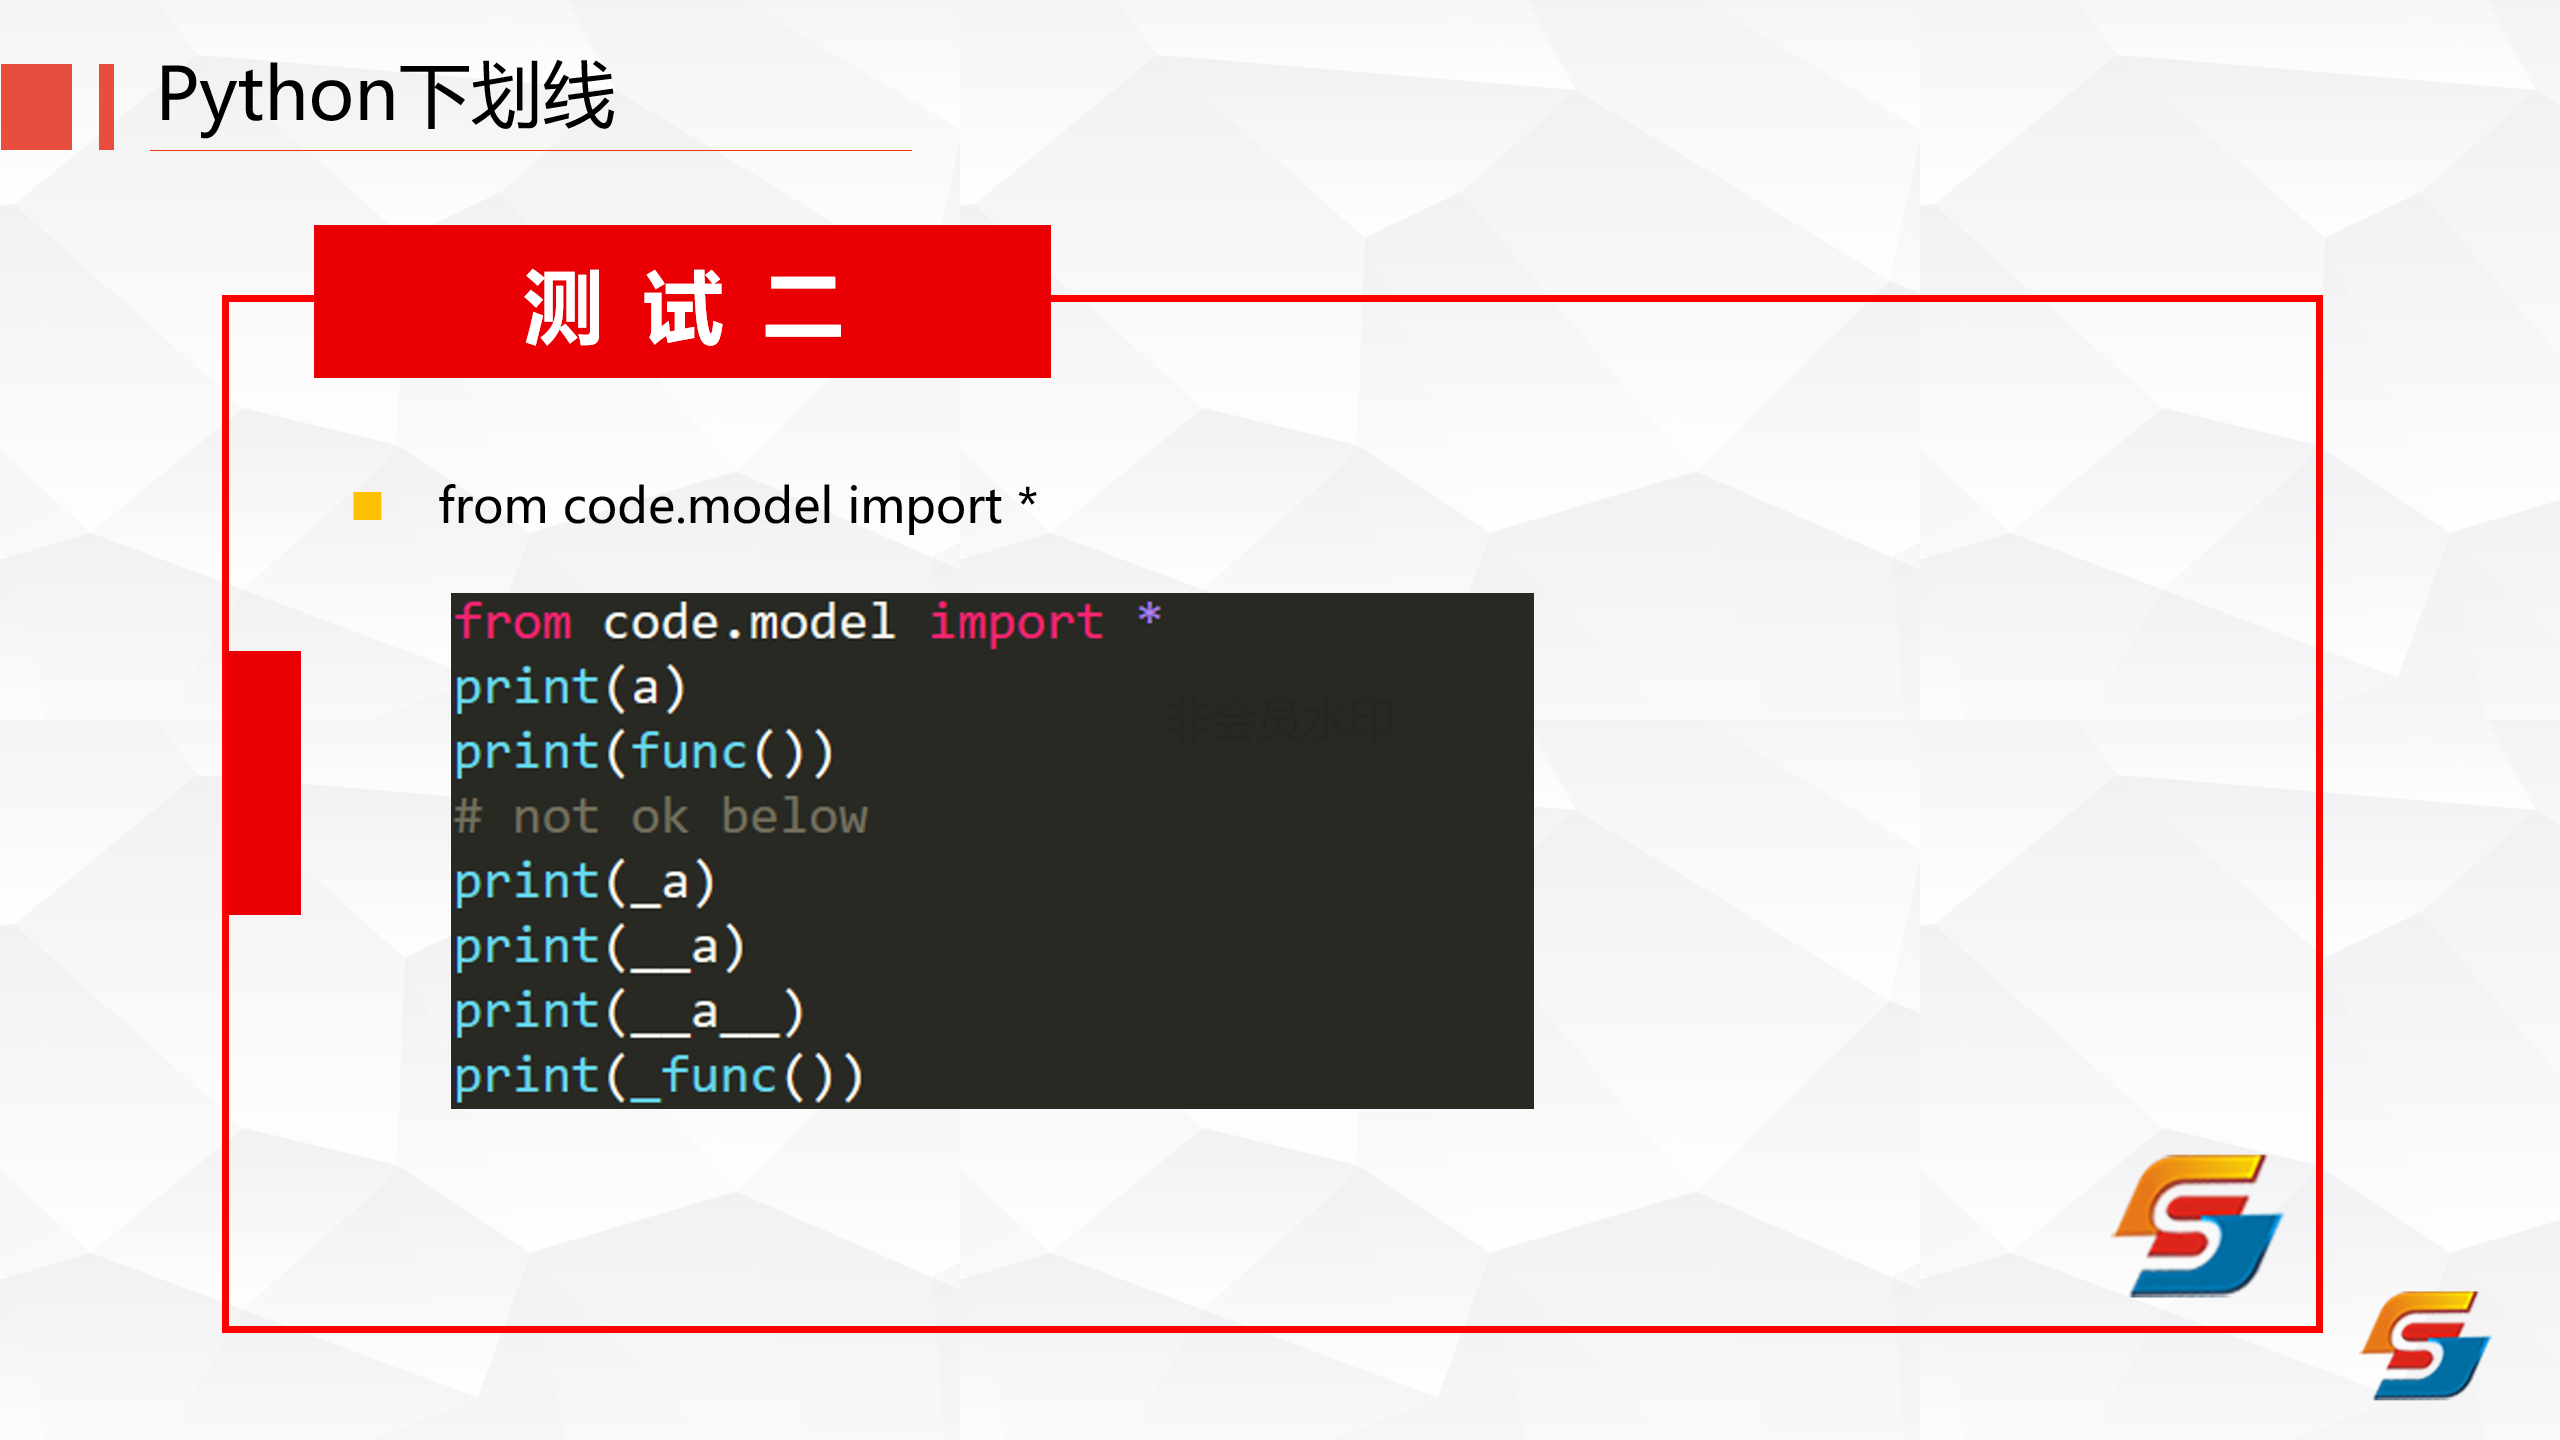 Python下划线
测 试 二
from code.model import *
from code.model import *
print(a)
print(func())
# not ok below
print(_a)
print(__a)
print(__a__)
print(_func())
非会员水印